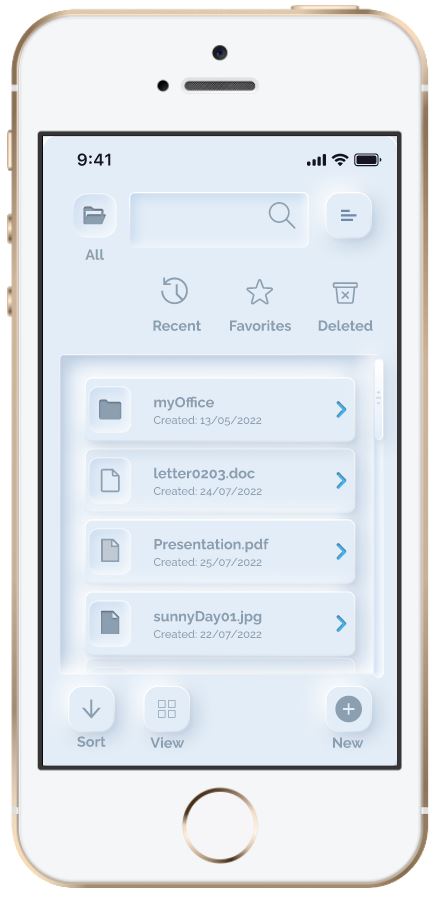 9:41
All
Recent Favorites Deleted
myOffice
Created: 13/05/2022
letter0203.doc
Created: 24/07/2022
Presentation.pdf
Created: 25/07/2022
sunnyDay01.jpg
Created: 22/07/2022
Sort View New